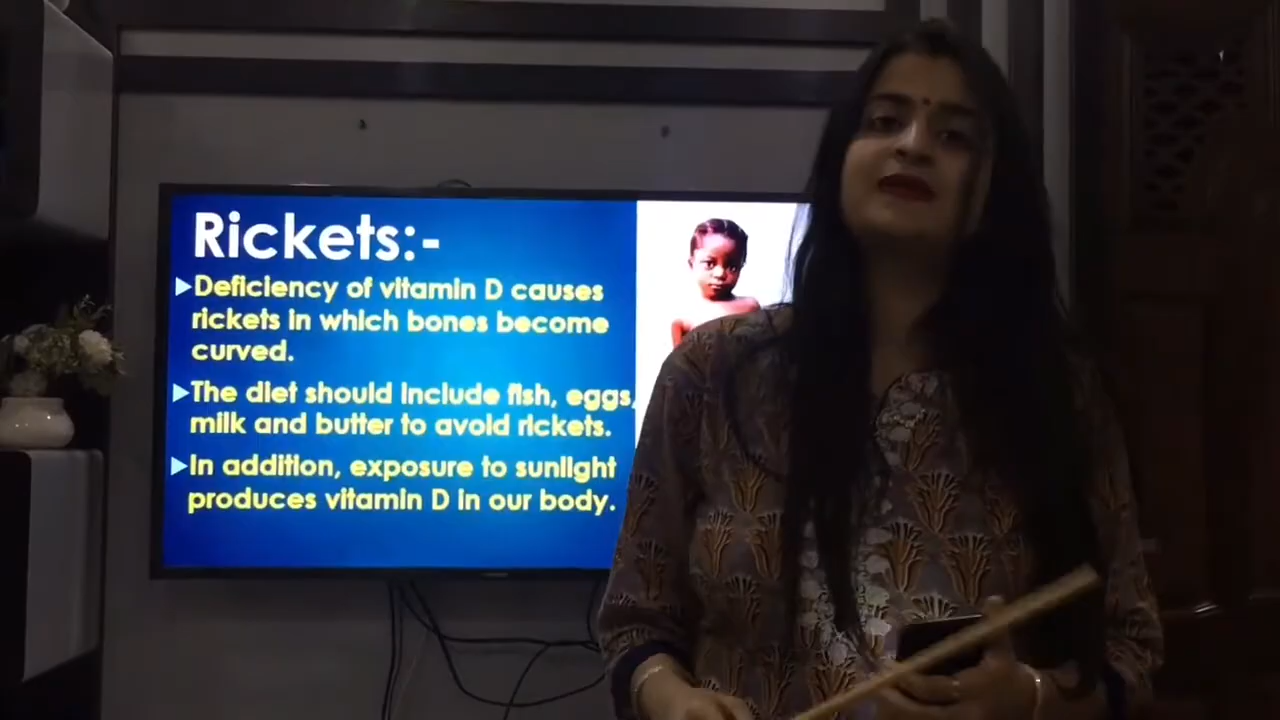 Rickets:-
Deficiency of vitamin D causes
rickets in which bones become
curved.
The diet should include fish, eggs,
milk and butter to avoid rickets.
In addition, exposure to sunlight
produces vitamin D in our body.